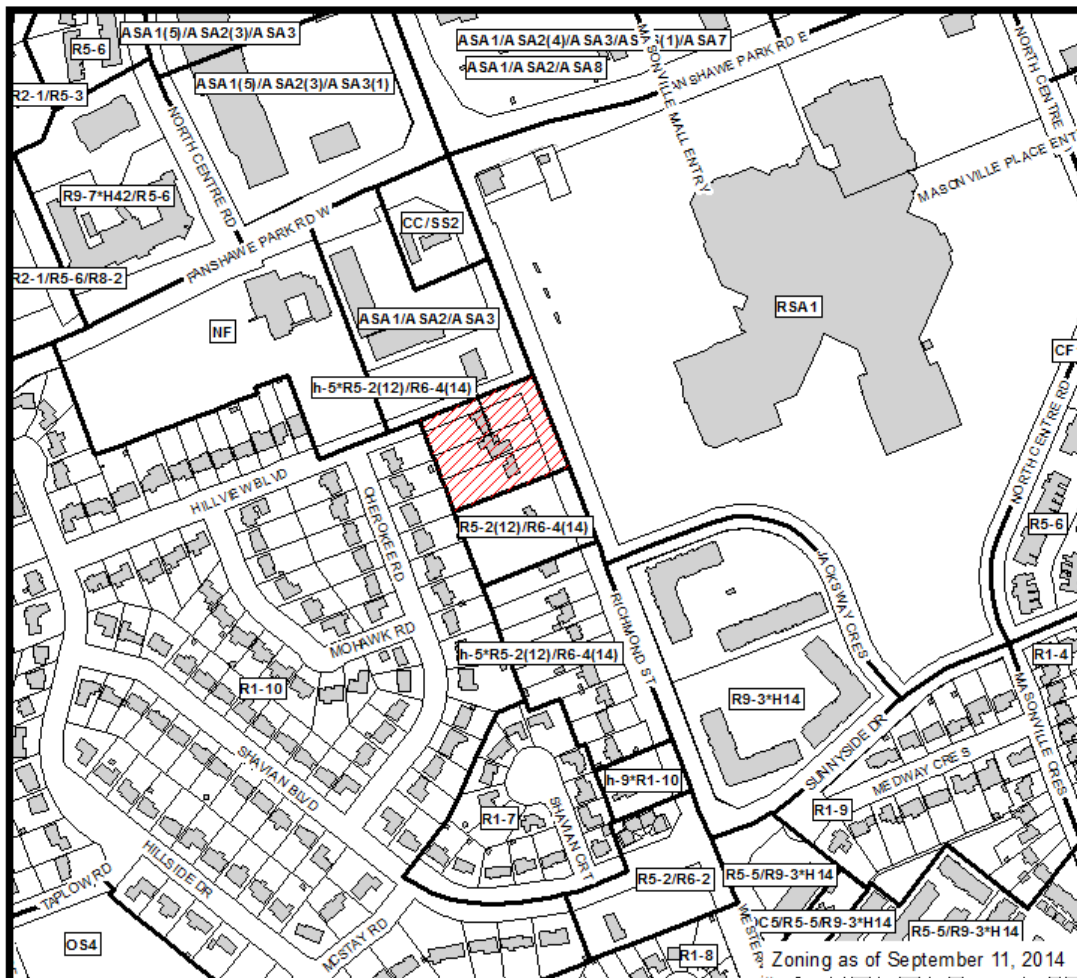 ASA1(5)/ASA2(3)/ASA3
R5-6
ASA1/ASA2(4)/ASA3/AS (1)/ASA7
ASA1/ASA2/ASA8
MASONVILLE MALL ENTRY
FANSHAWE PARK RD E
NORTH CENTRE
ASA1(5)/ASA2(3)/ASA3(1)
R2-1/R5-3
NORTH CENTRE RD
MASONVILLE PLACE ENT
R9-7*H42/R5-6
CC/SS2
FANSHAWE PARK RD W
R2-1/R5-6/R8-2
RSA1
NF
ASA1/ASA2/ASA3
CF
h-5*R5-2(12)/R6-4(14)
NORTH CENTRE RD
HILLVIEW BLVD
CHEROKEE RD
R5-2(12)/R6-4(14)
R5-6
RICHMOND ST
JACKSWAY CRES
MOHAWK RD
h-5*R5-2(12)/R6-4(14)
R1-4
R1-10
R9-3*H14
MASONVILLE CRES
SUNNYSIDE DR
SHAVIAN BLVD
MEDWAY CRES
h-9*R1-10
R1-9
R1-7
SHAVIAN CRT
HILLSIDE DR
TAPLOW RD
R5-2/R6-2
R5-5/R9-3*H14
MCSTAY RD
WESTERN
C5/R5-5/R9-3*H14
R5-5/R9-3*H14
OS4
R1-8
Zoning as of September 11, 2014